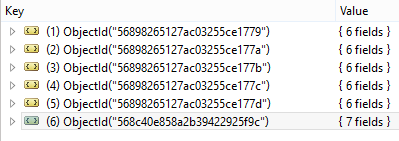 Key Value
(1) ObjectId("56898265127ac03255ce1779") { 6 fields }
(2) ObjectId("56898265127ac03255ce177a") { 6 fields }
(3) ObjectId("56898265127ac03255ce177b") { 6 fields }
(4) ObjectId("56898265127ac03255ce177c") { 6 fields }
(5) ObjectId("56898265127ac03255ce177d") { 6 fields }
(6) ObjectId("568c40e858a2b39422925f9c") { 7 fields }